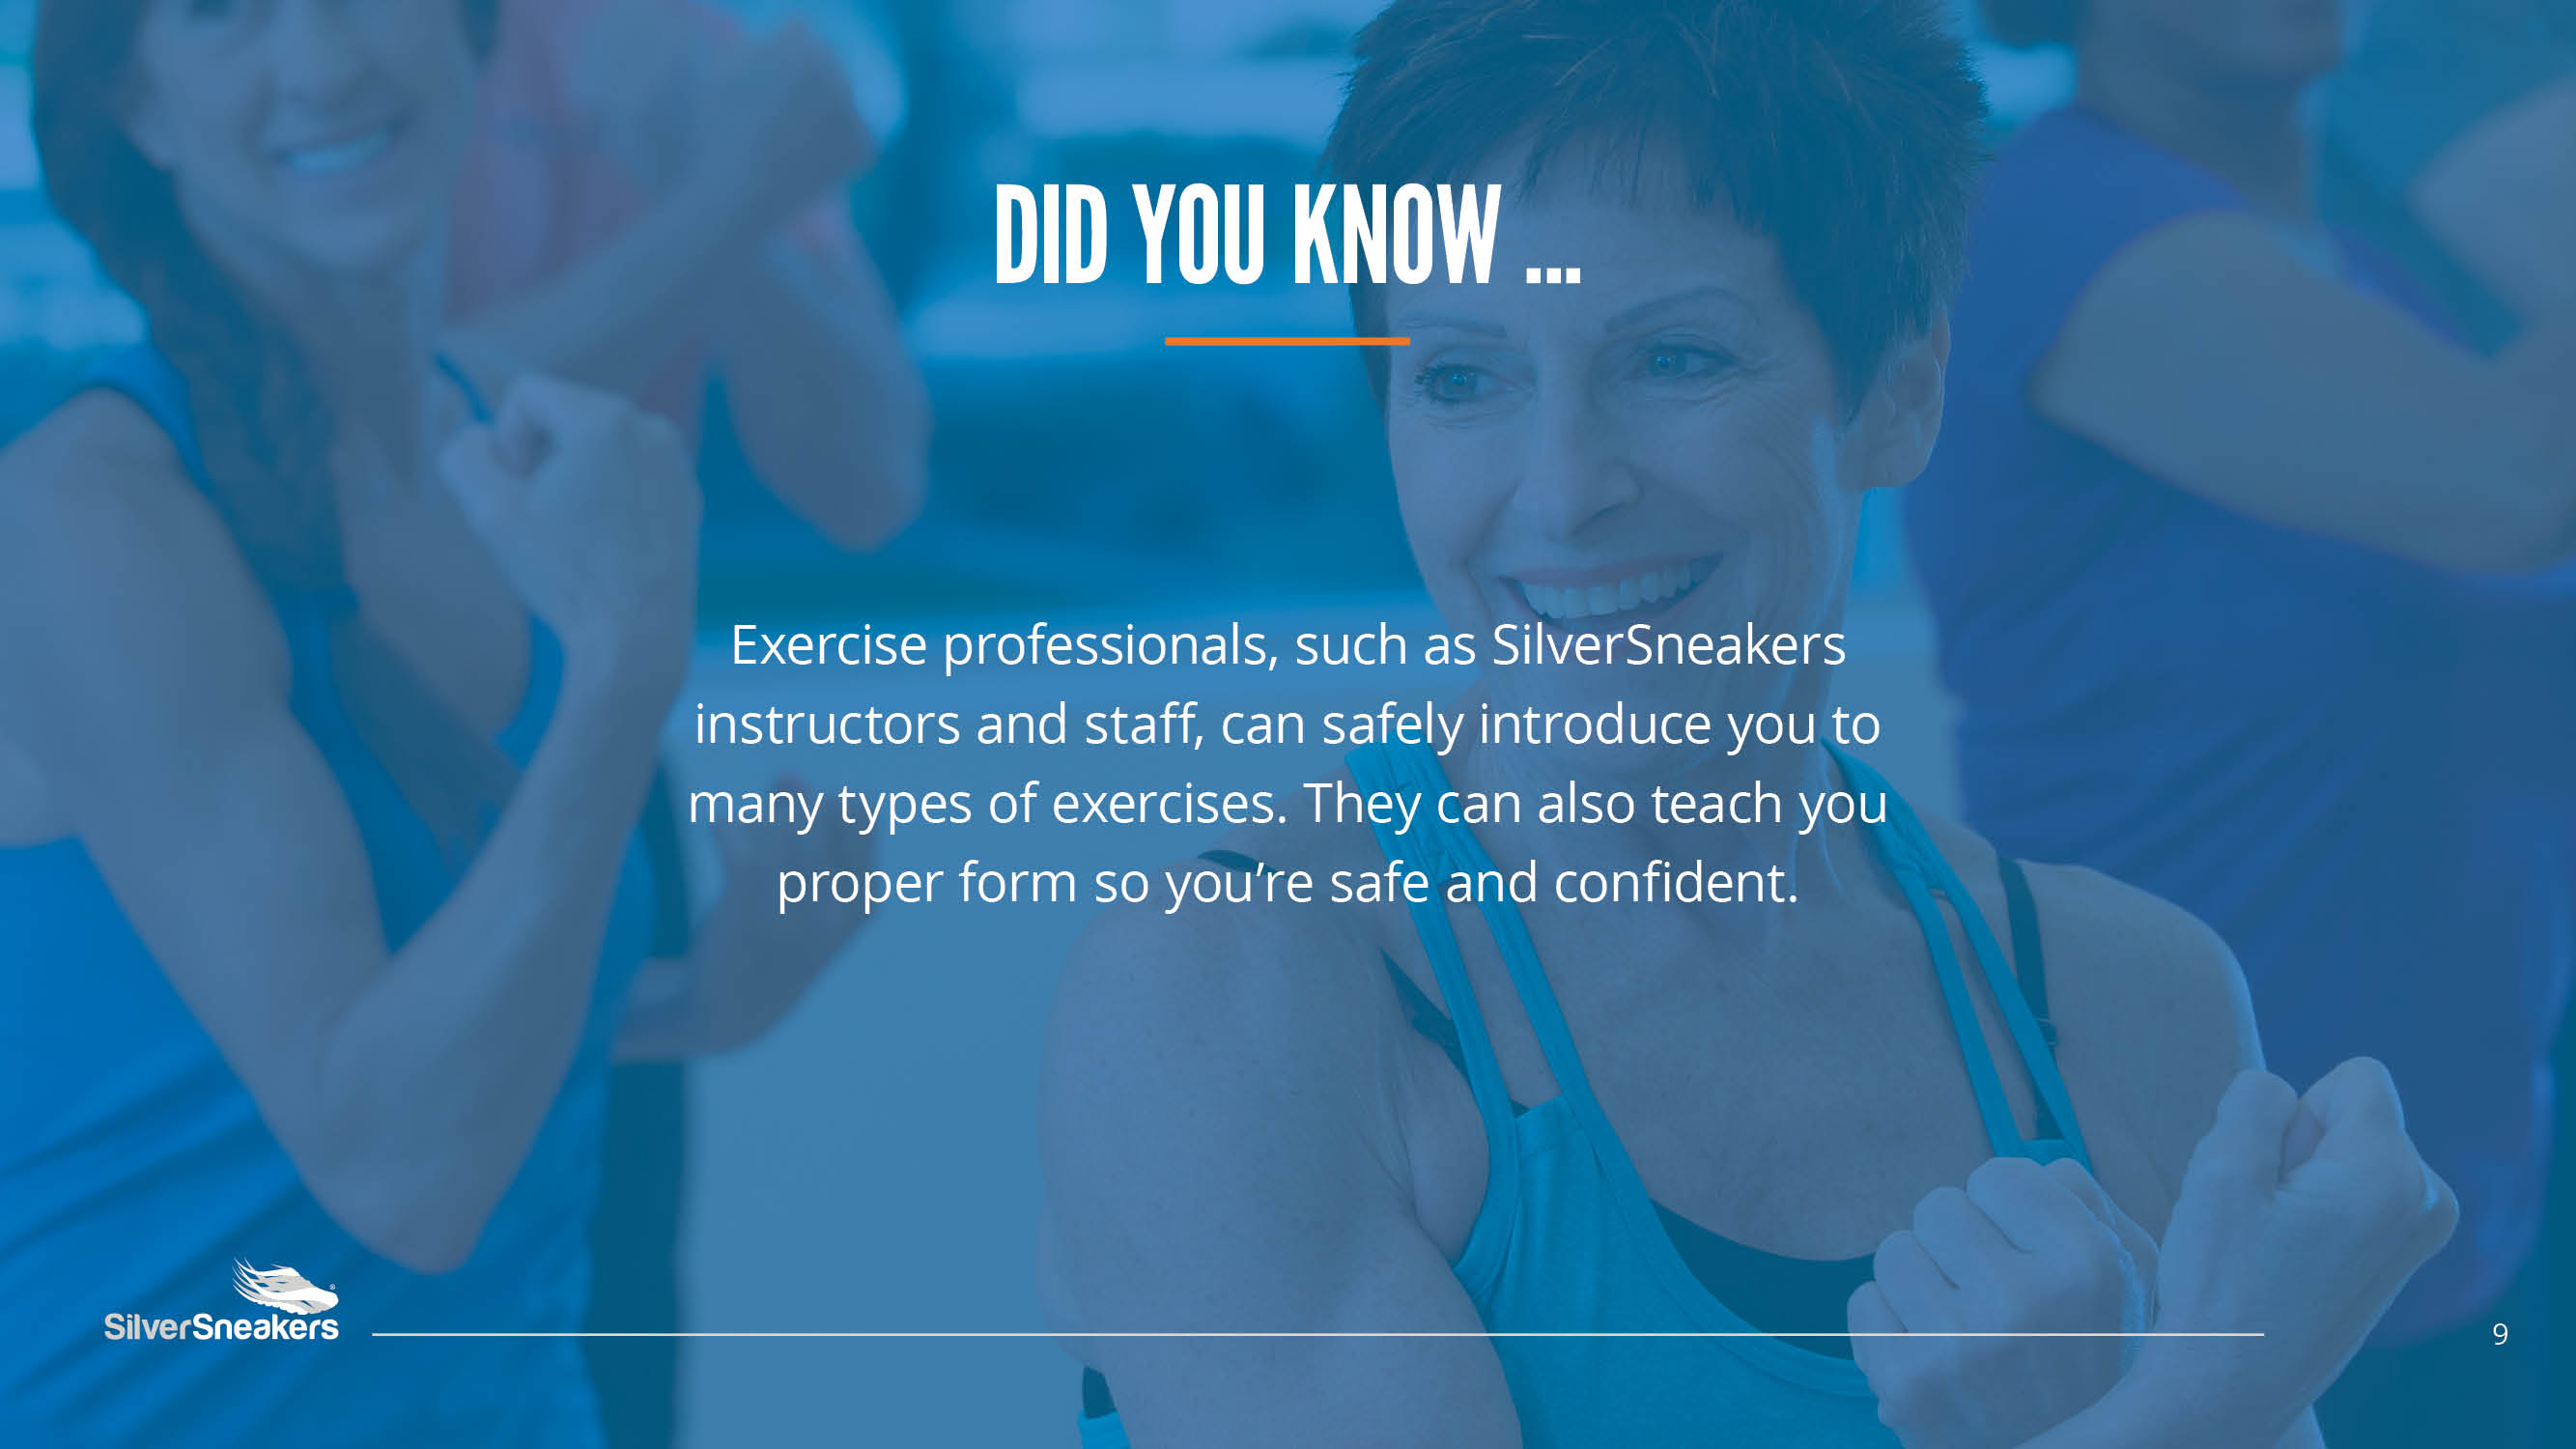 DID YOU KNOW ...
Exercise professionals, such as SilverSneakers
instructors and staff, can safely introduce you to
many types of exercises. They can also teach you
proper form so you’re safe and confident.
SilverSneakers®
9